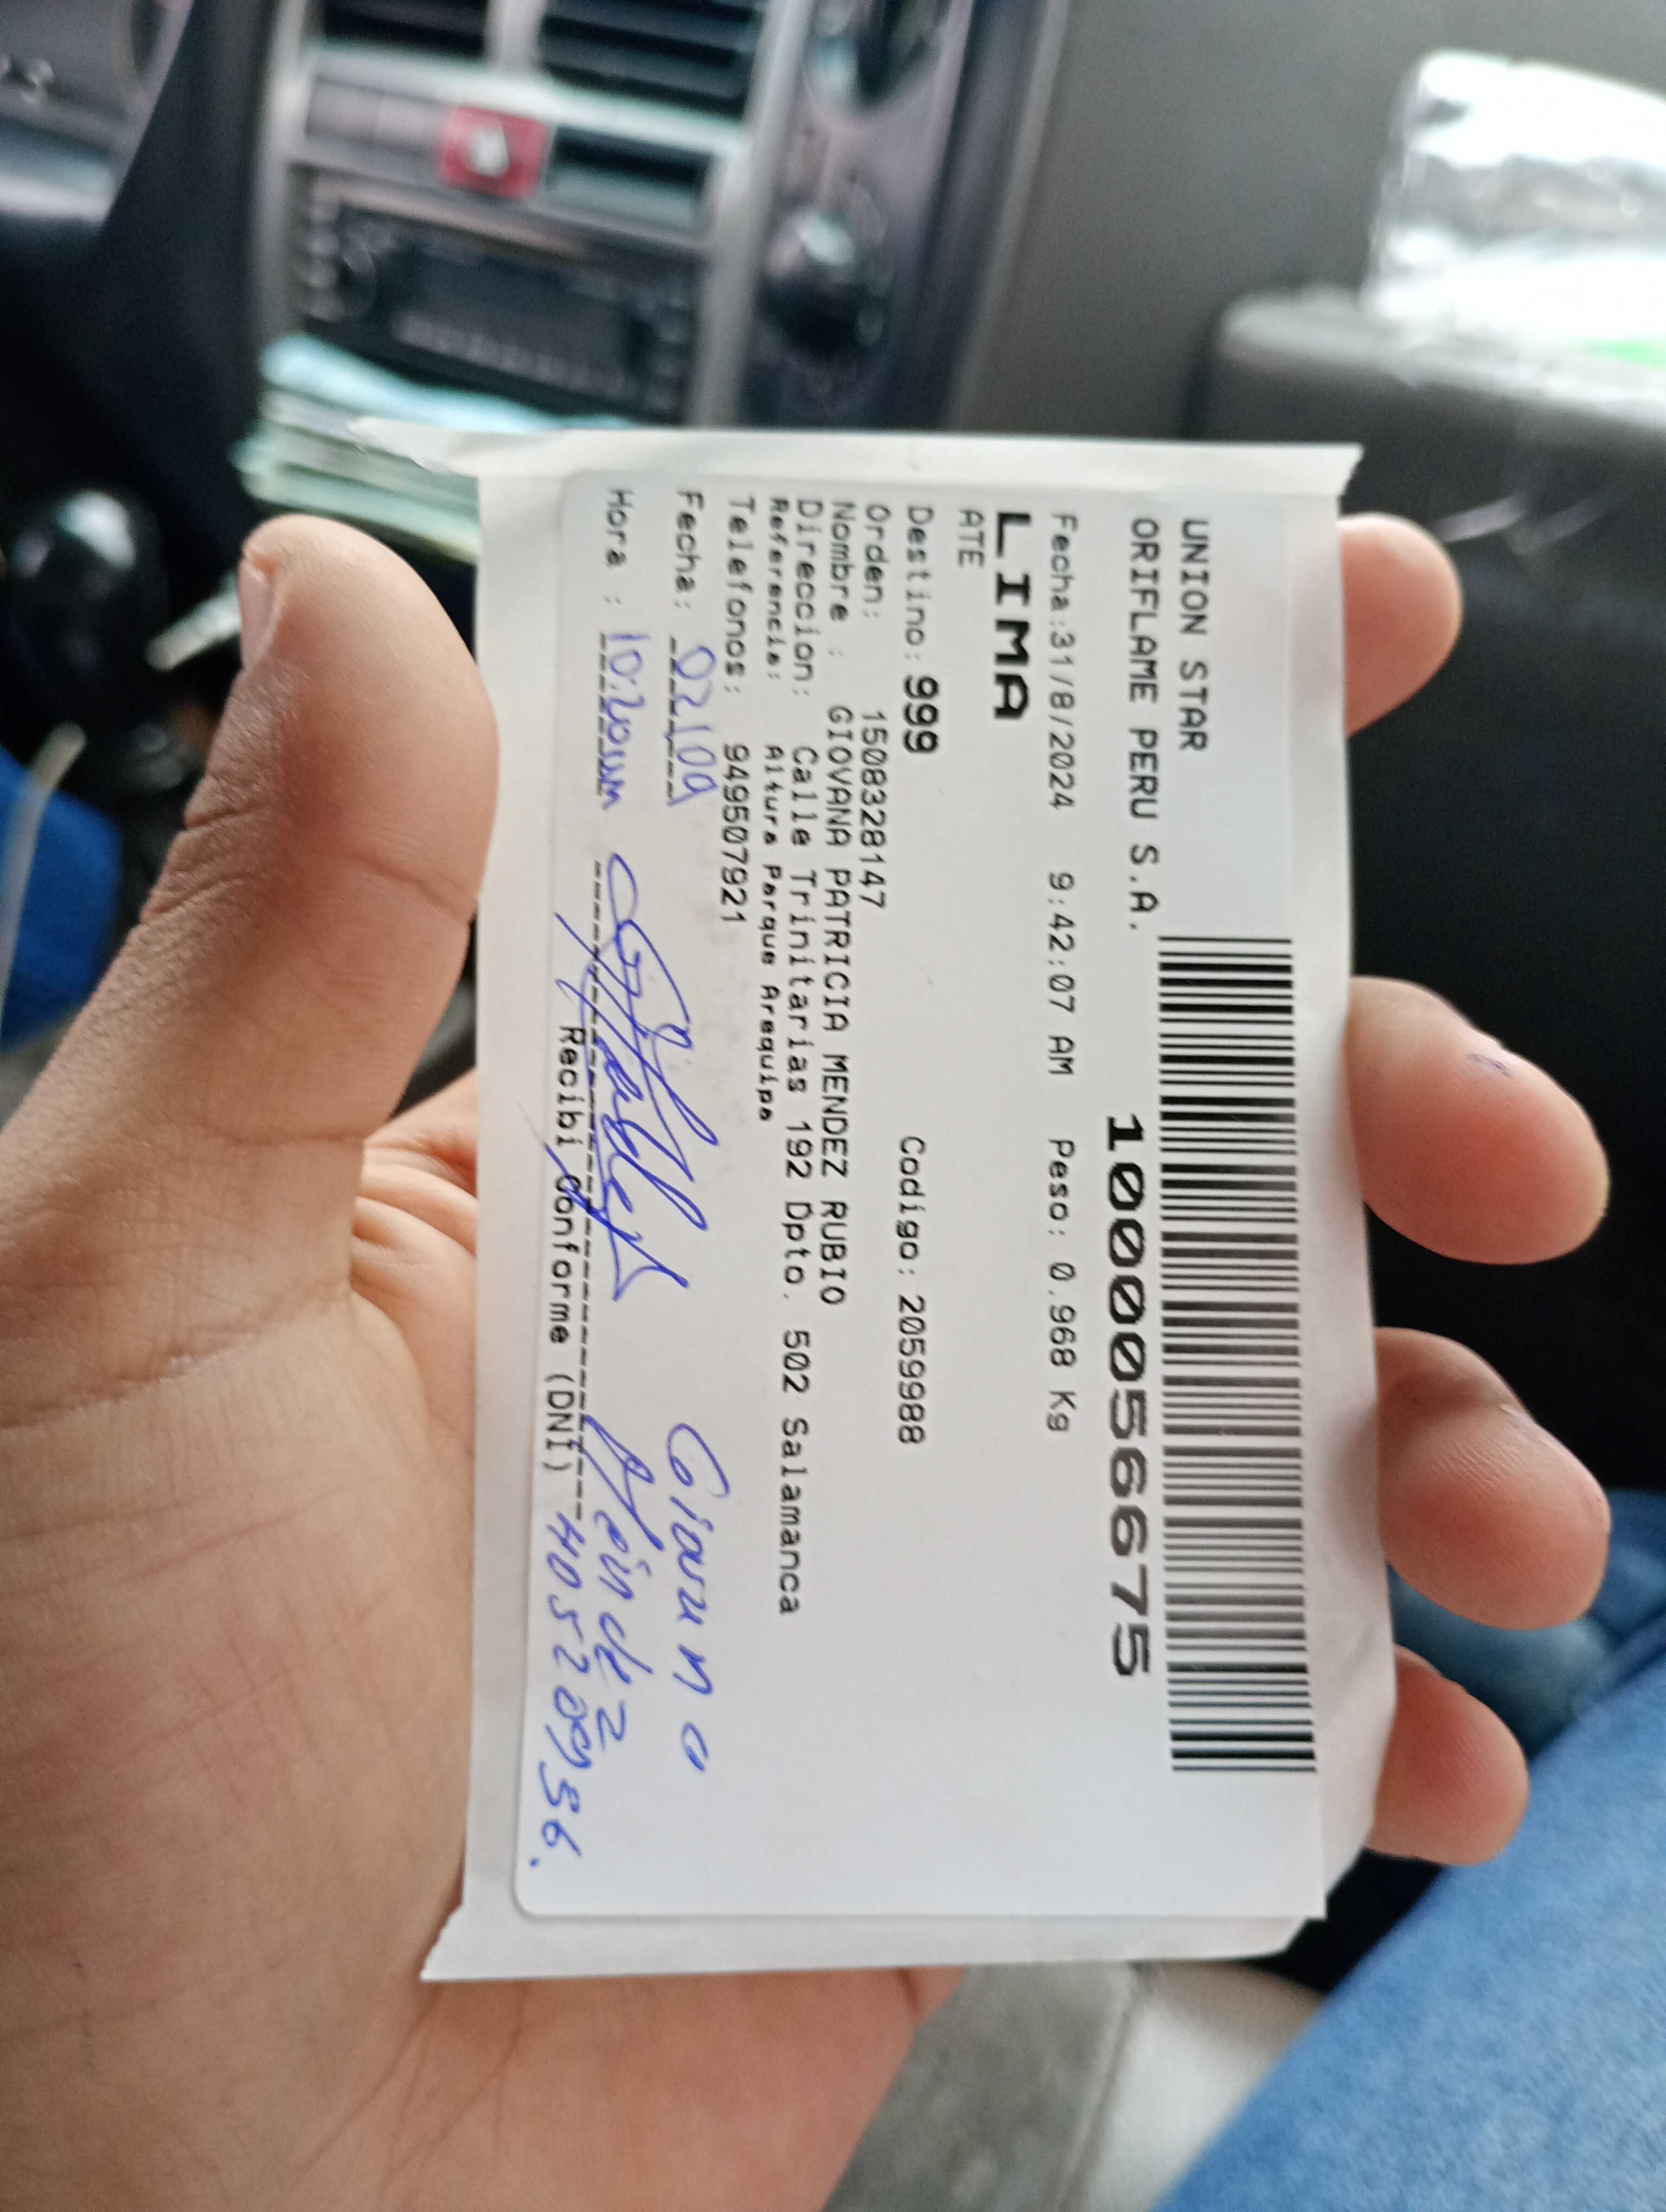 UNION STAR
ORIFLAME PERU S.A. 10000566675
Fecha:31/8/2024 9:42:07 AM Peso: 0.968 Kg
LIMA
ATE
Destino: 999 Codigo: 2059988
Orden: 1508328147
Nombre : GIOVANA PATRICIA MENDEZ RUBIO
Direccion: Calle Trinitarias 192 Dpto. 502 Salamanca
Referencia: Altura Parque Arequipa
Telefonos: 949507921
Fecha: 02/09 Giovana
Hora : 10:20am Méndez
Recibi Conforme (DNI)